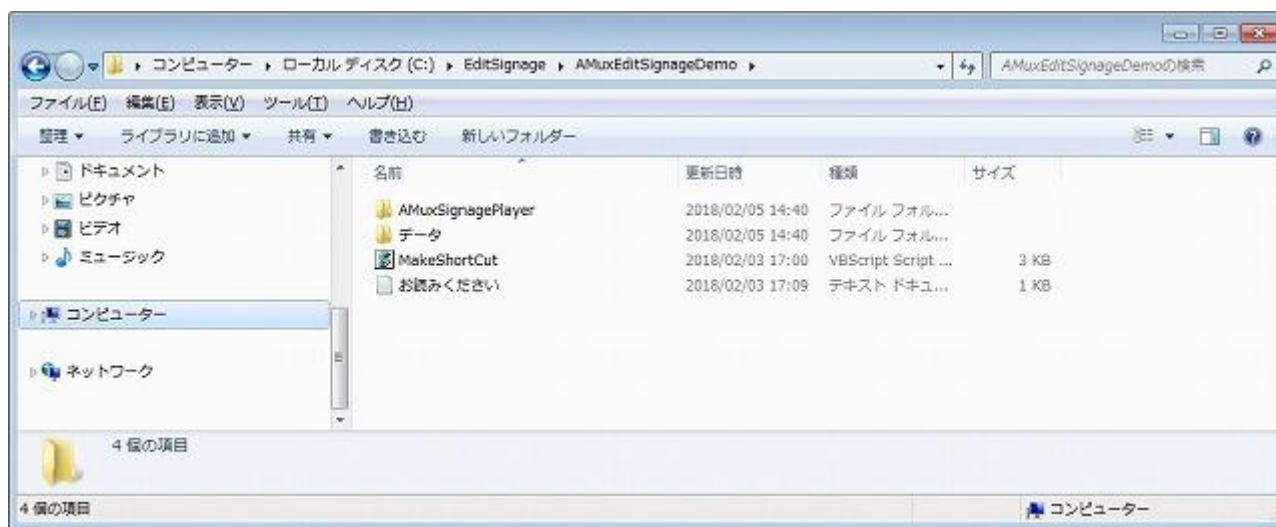 コンピューター ローカル ディスク (C:) EditSignage AMuxEditSignageDemo AMuxEditSignageDemoの検索
ファイル(F) 編集(E) 表示(V) ツール(T) ヘルプ(H)
整理 ライブラリに追加 共有 書き込む 新しいフォルダー
ドキュメント
ピクチャ
ビデオ
ミュージック
コンピューター
ネットワーク
名前 更新日時 種類 サイズ
AMuxSignagePlayer 2018/02/05 14:40 ファイル フォル...
データ 2018/02/05 14:40 ファイル フォル...
MakeShortCut 2018/02/03 17:00 VBScript Script ... 3 KB
お読みください 2018/02/03 17:09 テキスト ドキュ... 1 KB
4 個の項目
4 個の項目 コンピューター